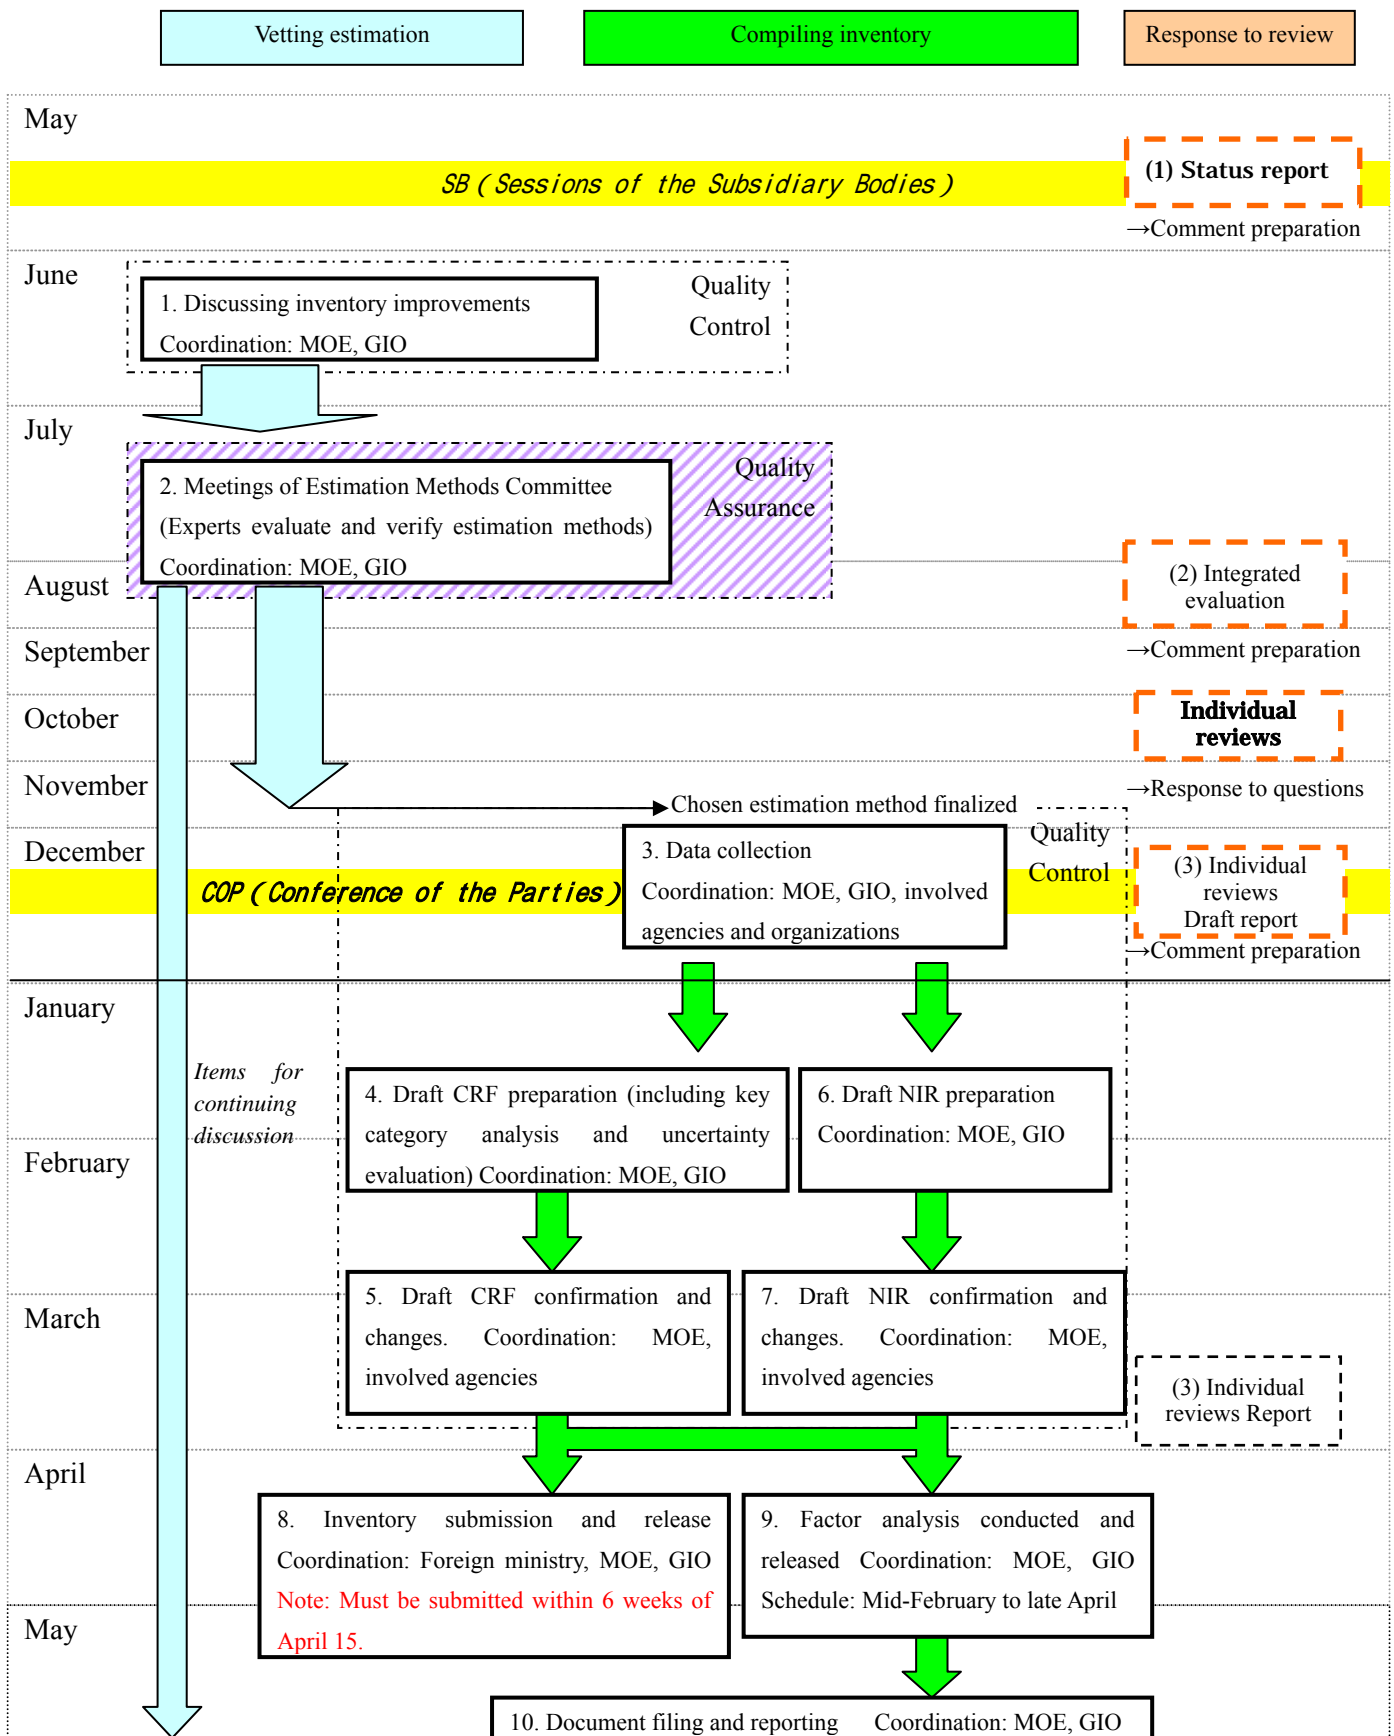 Vetting estimation
Compiling inventory
Response to review
May
(1) Status report
SB (Sessions of the Subsidiary Bodies)
→Comment preparation
June
Quality
Control
1. Discussing inventory improvements
Coordination: MOE, GIO
July
Quality
Assurance
2. Meetings of Estimation Methods Committee
(Experts evaluate and verify estimation methods)
Coordination: MOE, GIO
August
(2) Integrated
evaluation
September
→Comment preparation
October
Individual
reviews
November
→Response to questions
Chosen estimation method finalized
Quality
Control
December
3. Data collection
Coordination: MOE, GIO, involved
agencies and organizations
COP (Conference of the Parties)
(3) Individual
reviews
Draft report
→Comment preparation
January
Items for
continuing
discussion
4. Draft CRF preparation (including key
category analysis and uncertainty
evaluation) Coordination: MOE, GIO
6. Draft NIR preparation
Coordination: MOE, GIO
February
5. Draft CRF confirmation and
changes. Coordination: MOE,
involved agencies
7. Draft NIR confirmation and
changes. Coordination: MOE,
involved agencies
March
(3) Individual
reviews Report
April
8. Inventory submission and release
Coordination: Foreign ministry, MOE, GIO
Note: Must be submitted within 6 weeks of
April 15.
9. Factor analysis conducted and
released Coordination: MOE, GIO
Schedule: Mid-February to late April
May
10. Document filing and reporting Coordination: MOE, GIO